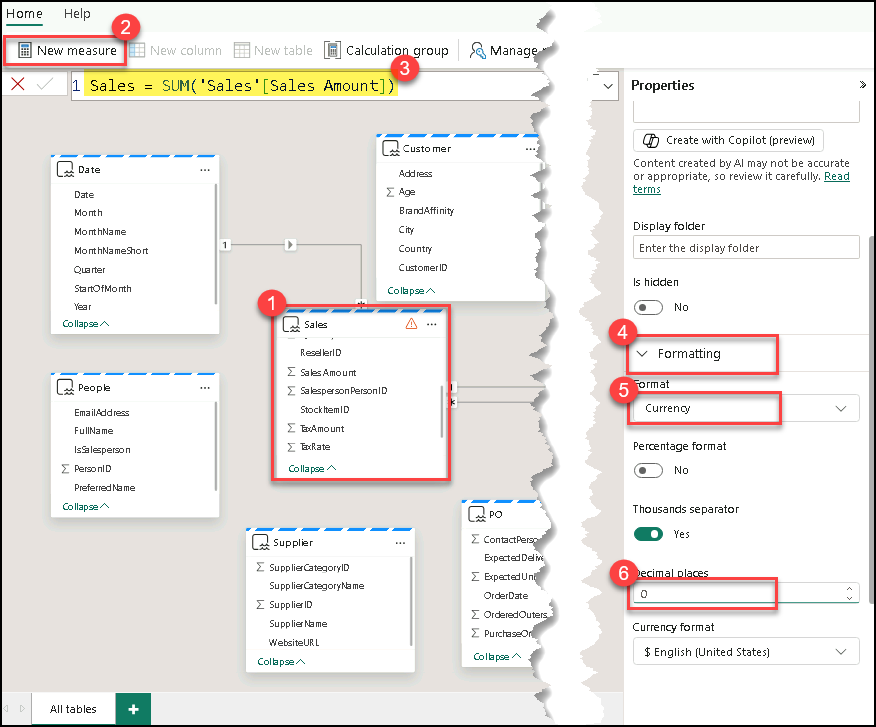 Home Help
2
New measure New column New table Calculation group Manage
3
1 Sales = SUM('Sales'[Sales Amount])
Date
Date
Month
MonthName
MonthNameShort
Quarter
StartOfMonth
Year
Collapse
1
Customer
Address
Age
BrandAffinity
City
Country
CustomerID
Collapse
*
1
Sales
ResellerID
Sales Amount
SalespersonPersonID
StockItemID
TaxAmount
TaxRate
Collapse
*
People
EmailAddress
FullName
IsSalesperson
PersonID
PreferredName
Collapse
Supplier
SupplierCategoryID
SupplierCategoryName
SupplierID
SupplierName
WebsiteURL
Collapse
PO
ContactPerso
ExpectedDelive
ExpectedUni
OrderDate
OrderedOuters
PurchaseOr
Collapse
All tables +
Properties
Create with Copilot (preview)
Content created by AI may not be accurate
or appropriate, so review it carefully. Read
terms
Display folder
Enter the display folder
Is hidden
No
4
Formatting
Format
5
Currency
Percentage format
No
Thousands separator
Yes
6
Decimal places
0
Currency format
$ English (United States)